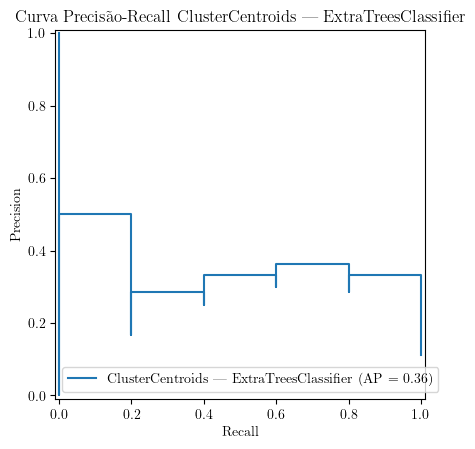 Curva Precisão-Recall ClusterCentroids — ExtraTreesClassifier
1.0
0.8
0.6
0.4
0.2
0.0
Precision
ClusterCentroids — ExtraTreesClassifier (AP = 0.36)
0.0 0.2 0.4 0.6 0.8 1.0
Recall